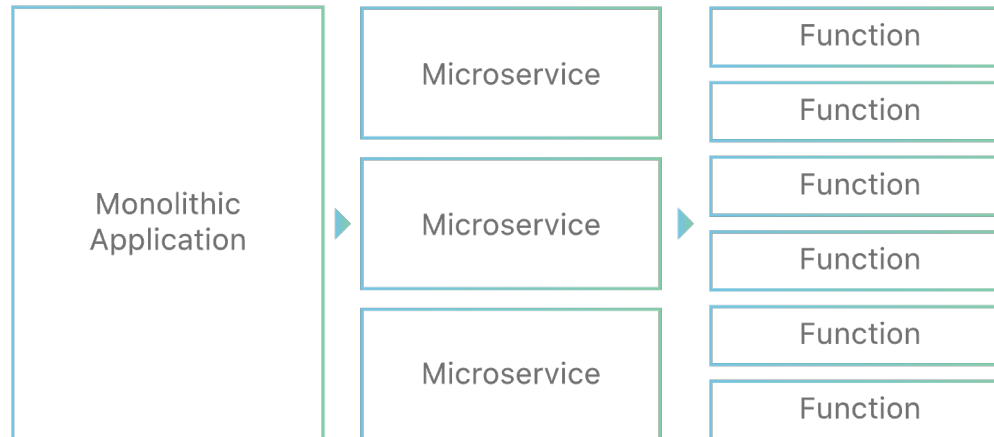 Monolithic
Application
Microservice
Microservice
Microservice
Function
Function
Function
Function
Function
Function